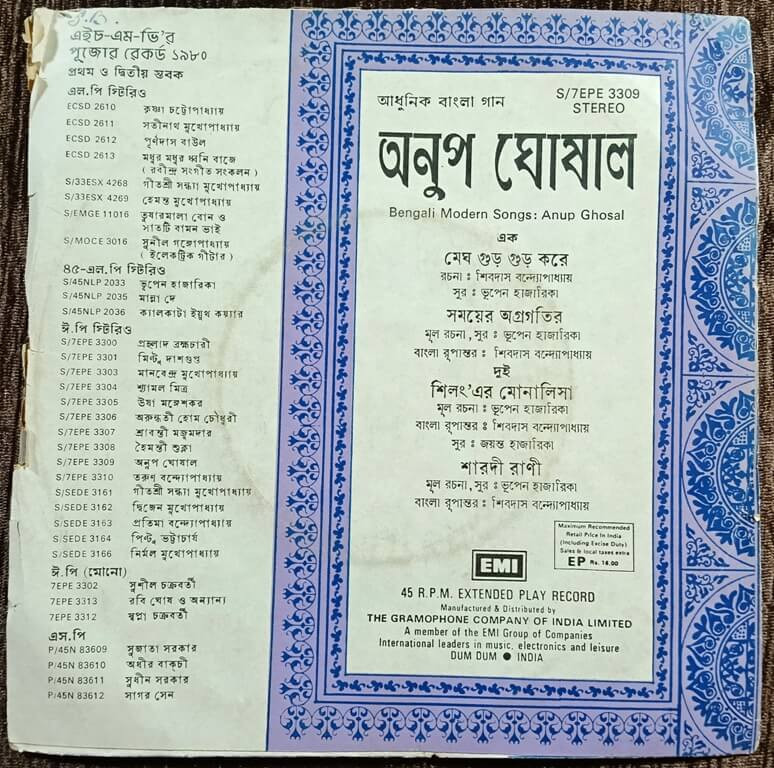 এইচ-এম-ভি'র
পূজোর রেকর্ড ১৯৮০
প্রথম ও দ্বিতীয় স্তবক
এল.পি স্টিরিও
ECSD 2610 কৃষ্ণা চট্টোপাধ্যায়
ECSD 2611 সতীনাথ মুখোপাধ্যায়
ECSD 2612 পূর্ণদাস বাউল
ECSD 2613 মধুর মধুর ধ্বনি বাজে
( রবীন্দ্র সংগীত সংকলন )
S/33ESX 4268 গীতশ্রী সন্ধ্যা মুখোপাধ্যায়
S/33ESX 4269 হেমন্ত মুখোপাধ্যায়
S/EMGE 11016 তুষারমালা বোন ও
সাতটি বামন ভাই
S/MOCE 3016 সুনীল গঙ্গোপাধ্যায়
( ইলেকট্রিক গীটার )
৪৫-এল.পি স্টিরিও
S/45NLP 2033 ভূপেন হাজারিকা
S/45NLP 2035 মান্না দে
S/45NLP 2036 ক্যালকাটা ইয়ুথ কয়্যার
ঈ.পি স্টিরিও
S/7EPE 3300 প্রহ্লাদ ব্রহ্মচারী
S/7EPE 3301 মিণ্টু দাশগুপ্ত
S/7EPE 3303 মানবেন্দ্র মুখোপাধ্যায়
S/7EPE 3304 শ্যামল মিত্র
S/7EPE 3305 উষা মঙ্গেশকর
S/7EPE 3306 অরুন্ধতী হোম চৌধুরী
S/7EPE 3307 শ্রাবন্তী মজুমদার
S/7EPE 3308 হৈমন্তী শুক্লা
S/7EPE 3309 অনুপ ঘোষাল
S/7EPE 3310 তরুণ বন্দ্যোপাধ্যায়
S/SEDE 3161 গীতশ্রী সন্ধ্যা মুখোপাধ্যায়
S/SEDE 3162 দ্বিজেন মুখোপাধ্যায়
S/SEDE 3163 প্রতিমা বন্দ্যোপাধ্যায়
S/SEDE 3164 পিণ্টু ভট্টাচার্য
S/SEDE 3166 নির্মল মুখোপাধ্যায়
ঈ.পি (মোনো)
7EPE 3302 সুশীল চক্রবর্তী
7EPE 3313 রবি ঘোষ ও অন্যান্য
7EPE 3312 স্বপ্না চক্রবর্তী
এস.পি
P/45N 83609 সুজাতা সরকার
P/45N 83610 অধীর বাক্‌চী
P/45N 83611 সুধীন সরকার
P/45N 83612 সাগর সেন
আধুনিক বাংলা গান
S/7EPE 3309
STEREO
অনুপ ঘোষাল
Bengali Modern Songs: Anup Ghosal
এক
মেঘ গুড় গুড় করে
রচনা : শিবদাস বন্দ্যোপাধ্যায়
সুর : ভূপেন হাজারিকা
সময়ের অগ্রগতির
মূল রচনা,সুর : ভূপেন হাজারিকা
বাংলা রূপান্তর : শিবদাস বন্দ্যোপাধ্যায়
দুই
শিলং'এর মোনালিসা
মূল রচনা : ভূপেন হাজারিকা
বাংলা রূপান্তর : শিবদাস বন্দ্যোপাধ্যায়
সুর : জয়ন্ত হাজারিকা
শারদী রাণী
মূল রচনা,সুর : ভূপেন হাজারিকা
বাংলা রূপান্তর : শিবদাস বন্দ্যোপাধ্যায়
Maximum Recommended
Retail Price In India
(Including Excise Duty)
Sales & local taxes extra
EP Rs. 16.00
EMI
45 R.P.M. EXTENDED PLAY RECORD
Manufactured & Distributed by
THE GRAMOPHONE COMPANY OF INDIA LIMITED
A member of the EMI Group of Companies
International leaders in music, electronics and leisure
DUM DUM ● INDIA